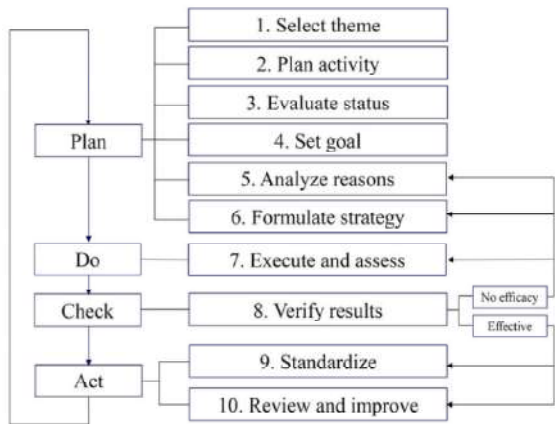 1. Select theme
2. Plan activity
3. Evaluate status
Plan
4. Set goal
5. Analyze reasons
6. Formulate strategy
Do
7. Execute and assess
Check
8. Verify results
No efficacy
Effective
9. Standardize
Act
10. Review and improve